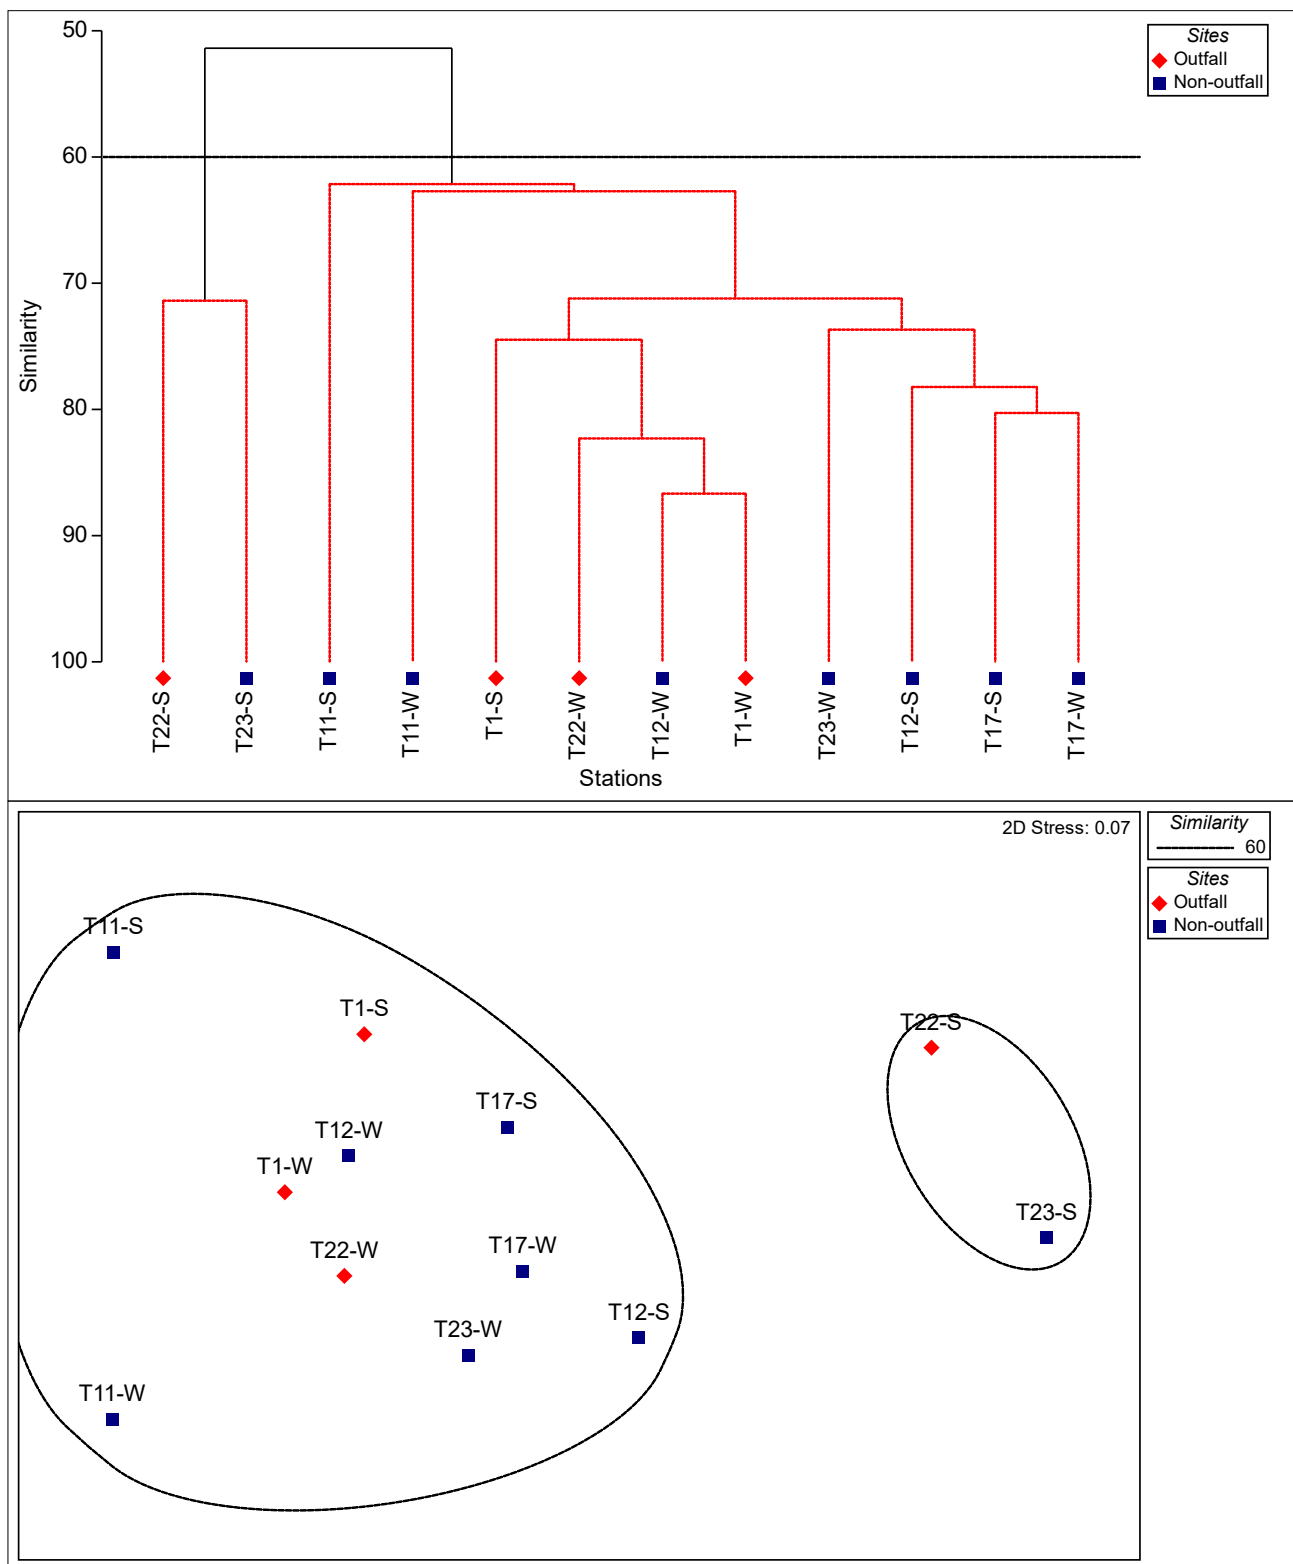 50
60
70
80
90
100
Similarity
Sites
Outfall
Non-outfall
T22-S
T23-S
T11-S
T11-W
T1-S
T22-W
T12-W
T1-W
T23-W
T12-S
T17-S
T17-W
Stations
2D Stress: 0.07
Similarity
60
Sites
Outfall
Non-outfall
T11-S
T1-S
T22-S
T17-S
T12-W
T1-W
T23-S
T22-W
T17-W
T12-S
T23-W
T11-W